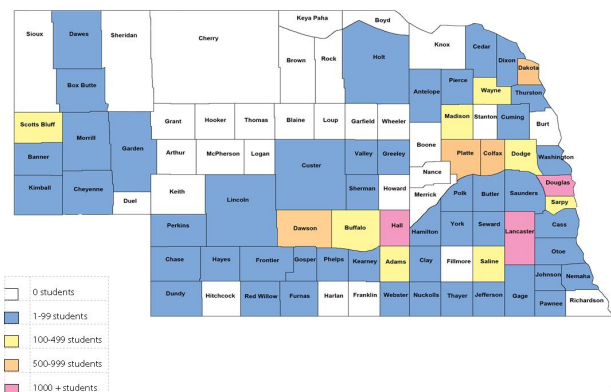 Keya Paha
Boyd
Sioux
Dawes
Sheridan
Cherry
Knox
Cedar
Brown
Rock
Holt
Dixon
Dakota
Box Butte
Antelope
Pierce
Wayne
Thurston
Scotts Bluff
Morrill
Garden
Grant
Hooker
Thomas
Blaine
Loup
Garfield
Wheeler
Madison
Stanton
Cuming
Burt
Banner
Arthur
McPherson
Logan
Custer
Valley
Greeley
Boone
Platte
Colfax
Dodge
Washington
Nance
Kimball
Cheyenne
Duel
Keith
Lincoln
Sherman
Howard
Merrick
Polk
Butler
Saunders
Douglas
Sarpy
Perkins
Dawson
Buffalo
Hall
Hamilton
York
Seward
Lancaster
Cass
Otoe
Chase
Hayes
Frontier
Gosper
Phelps
Kearney
Adams
Clay
Fillmore
Saline
Johnson
Nemaha
Dundy
Hitchcock
Red Willow
Furnas
Harlan
Franklin
Webster
Nuckolls
Thayer
Jefferson
Gage
Pawnee
Richardson
0 students
1-99 students
100-499 students
500-999 students
1000 + students